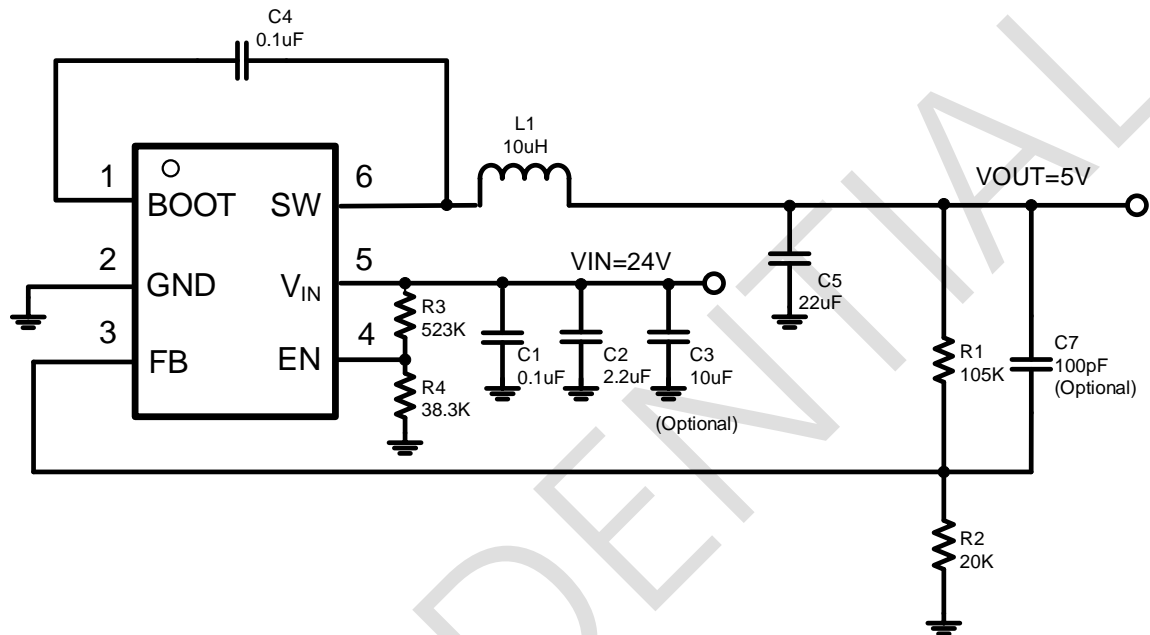 C4
0.1uF
L1
10uH
VOUT=5V
1
BOOT
SW
6
2
GND
VIN
5
VIN=24V
3
FB
EN
4
R3
523K
R4
38.3K
C1
0.1uF
C2
2.2uF
C3
10uF
(Optional)
C5
22uF
R1
105K
C7
100pF
(Optional)
R2
20K
DENTIAL